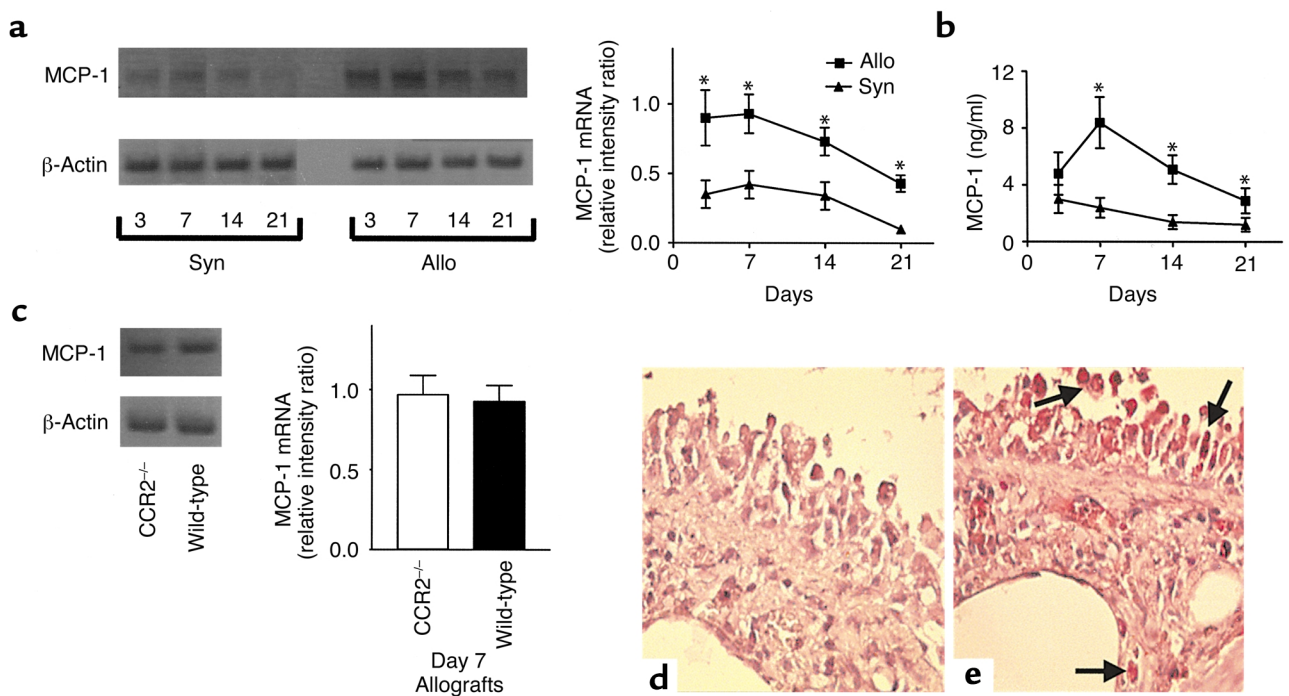 a
MCP-1
β-Actin
3 7 14 21 3 7 14 21
Syn Allo
MCP-1 mRNA
(relative intensity ratio)
1.0
0.5
0.0
* * * *
Allo
Syn
0 7 14 21
Days
b
MCP-1 (ng/ml)
12
8
4
0
* * *
0 7 14 21
Days
c
MCP-1
β-Actin
CCR2–/–
Wild-type
MCP-1 mRNA
(relative intensity ratio)
1.0
0.5
0.0
CCR2–/–
Wild-type
Day 7
Allografts
d
e